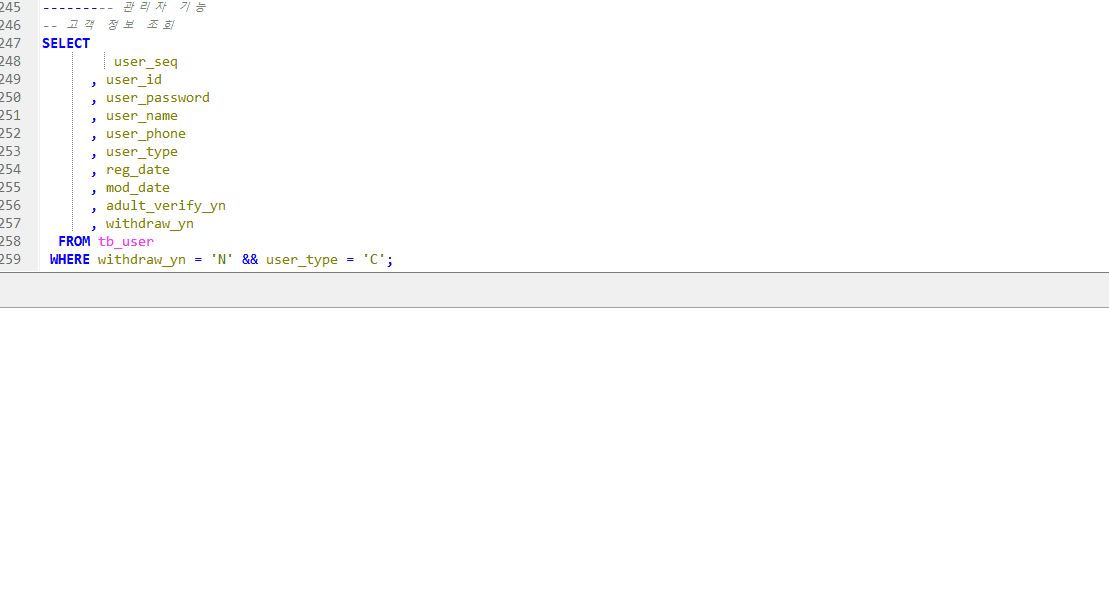 245 ---------- 관리자 기능
246 -- 고객 정보 조회
247 SELECT
248 user_seq
249 , user_id
250 , user_password
251 , user_name
252 , user_phone
253 , user_type
254 , reg_date
255 , mod_date
256 , adult_verify_yn
257 , withdraw_yn
258 FROM tb_user
259 WHERE withdraw_yn = 'N' && user_type = 'C';